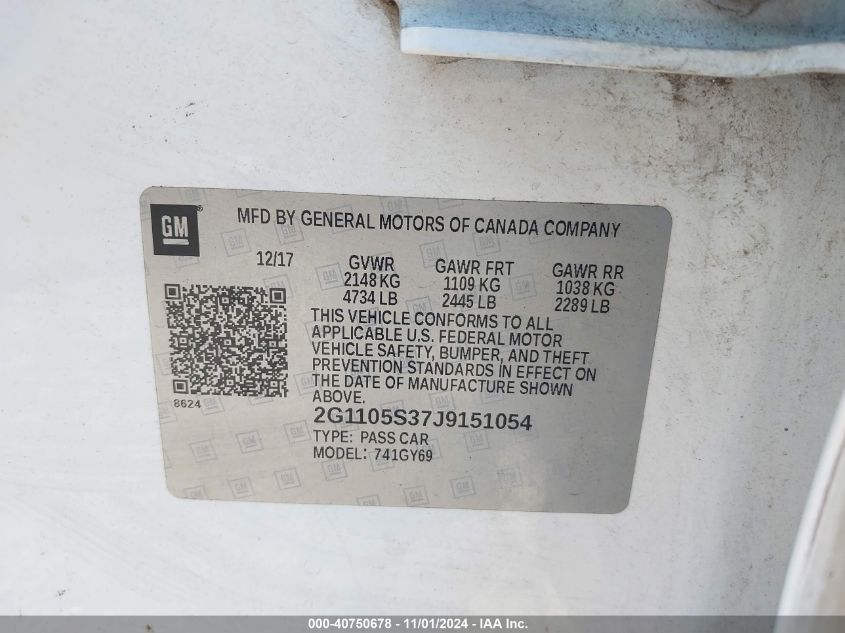 GM ®
MFD BY GENERAL MOTORS OF CANADA COMPANY
12/17
GVWR GAWR FRT GAWR RR
2148 KG 1109 KG 1038 KG
4734 LB 2445 LB 2289 LB
THIS VEHICLE CONFORMS TO ALL
APPLICABLE U.S. FEDERAL MOTOR
VEHICLE SAFETY, BUMPER, AND THEFT
PREVENTION STANDARDS IN EFFECT ON
THE DATE OF MANUFACTURE SHOWN
ABOVE.
8624
2G1105S37J9151054
TYPE: PASS CAR
MODEL: 741GY69
000-40750678 - 11/01/2024 - IAA Inc.